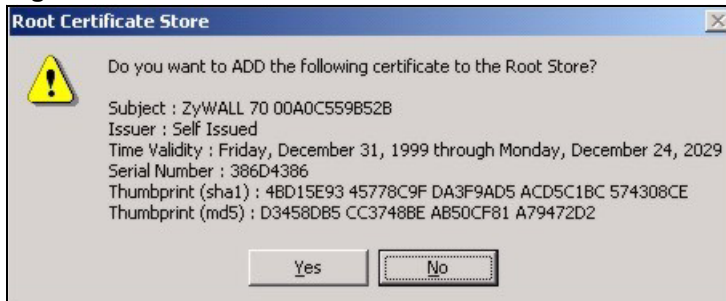 Root Certificate Store
Do you want to ADD the following certificate to the Root Store?
Subject : ZyWALL 70 00A0C559B52B
Issuer : Self Issued
Time Validity : Friday, December 31, 1999 through Monday, December 24, 2029
Serial Number : 386D4386
Thumbprint (sha1) : 4BD15E93 45778C9F DA3F9AD5 ACD5C1BC 574308CE
Thumbprint (md5) : D3458DB5 CC3748BE AB50CF81 A79472D2
Yes No